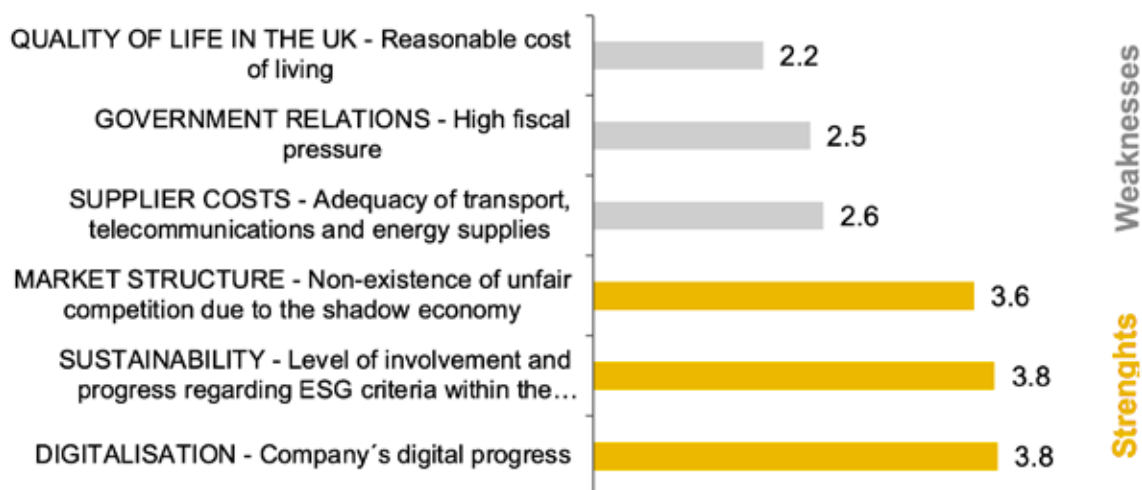 QUALITY OF LIFE IN THE UK - Reasonable cost
of living
2.2
GOVERNMENT RELATIONS - High fiscal
pressure
2.5
SUPPLIER COSTS - Adequacy of transport,
telecommunications and energy supplies
2.6
Weaknesses
MARKET STRUCTURE - Non-existence of unfair
competition due to the shadow economy
3.6
SUSTAINABILITY - Level of involvement and
progress regarding ESG criteria within the…
3.8
DIGITALISATION - Company´s digital progress
3.8
Strenghts